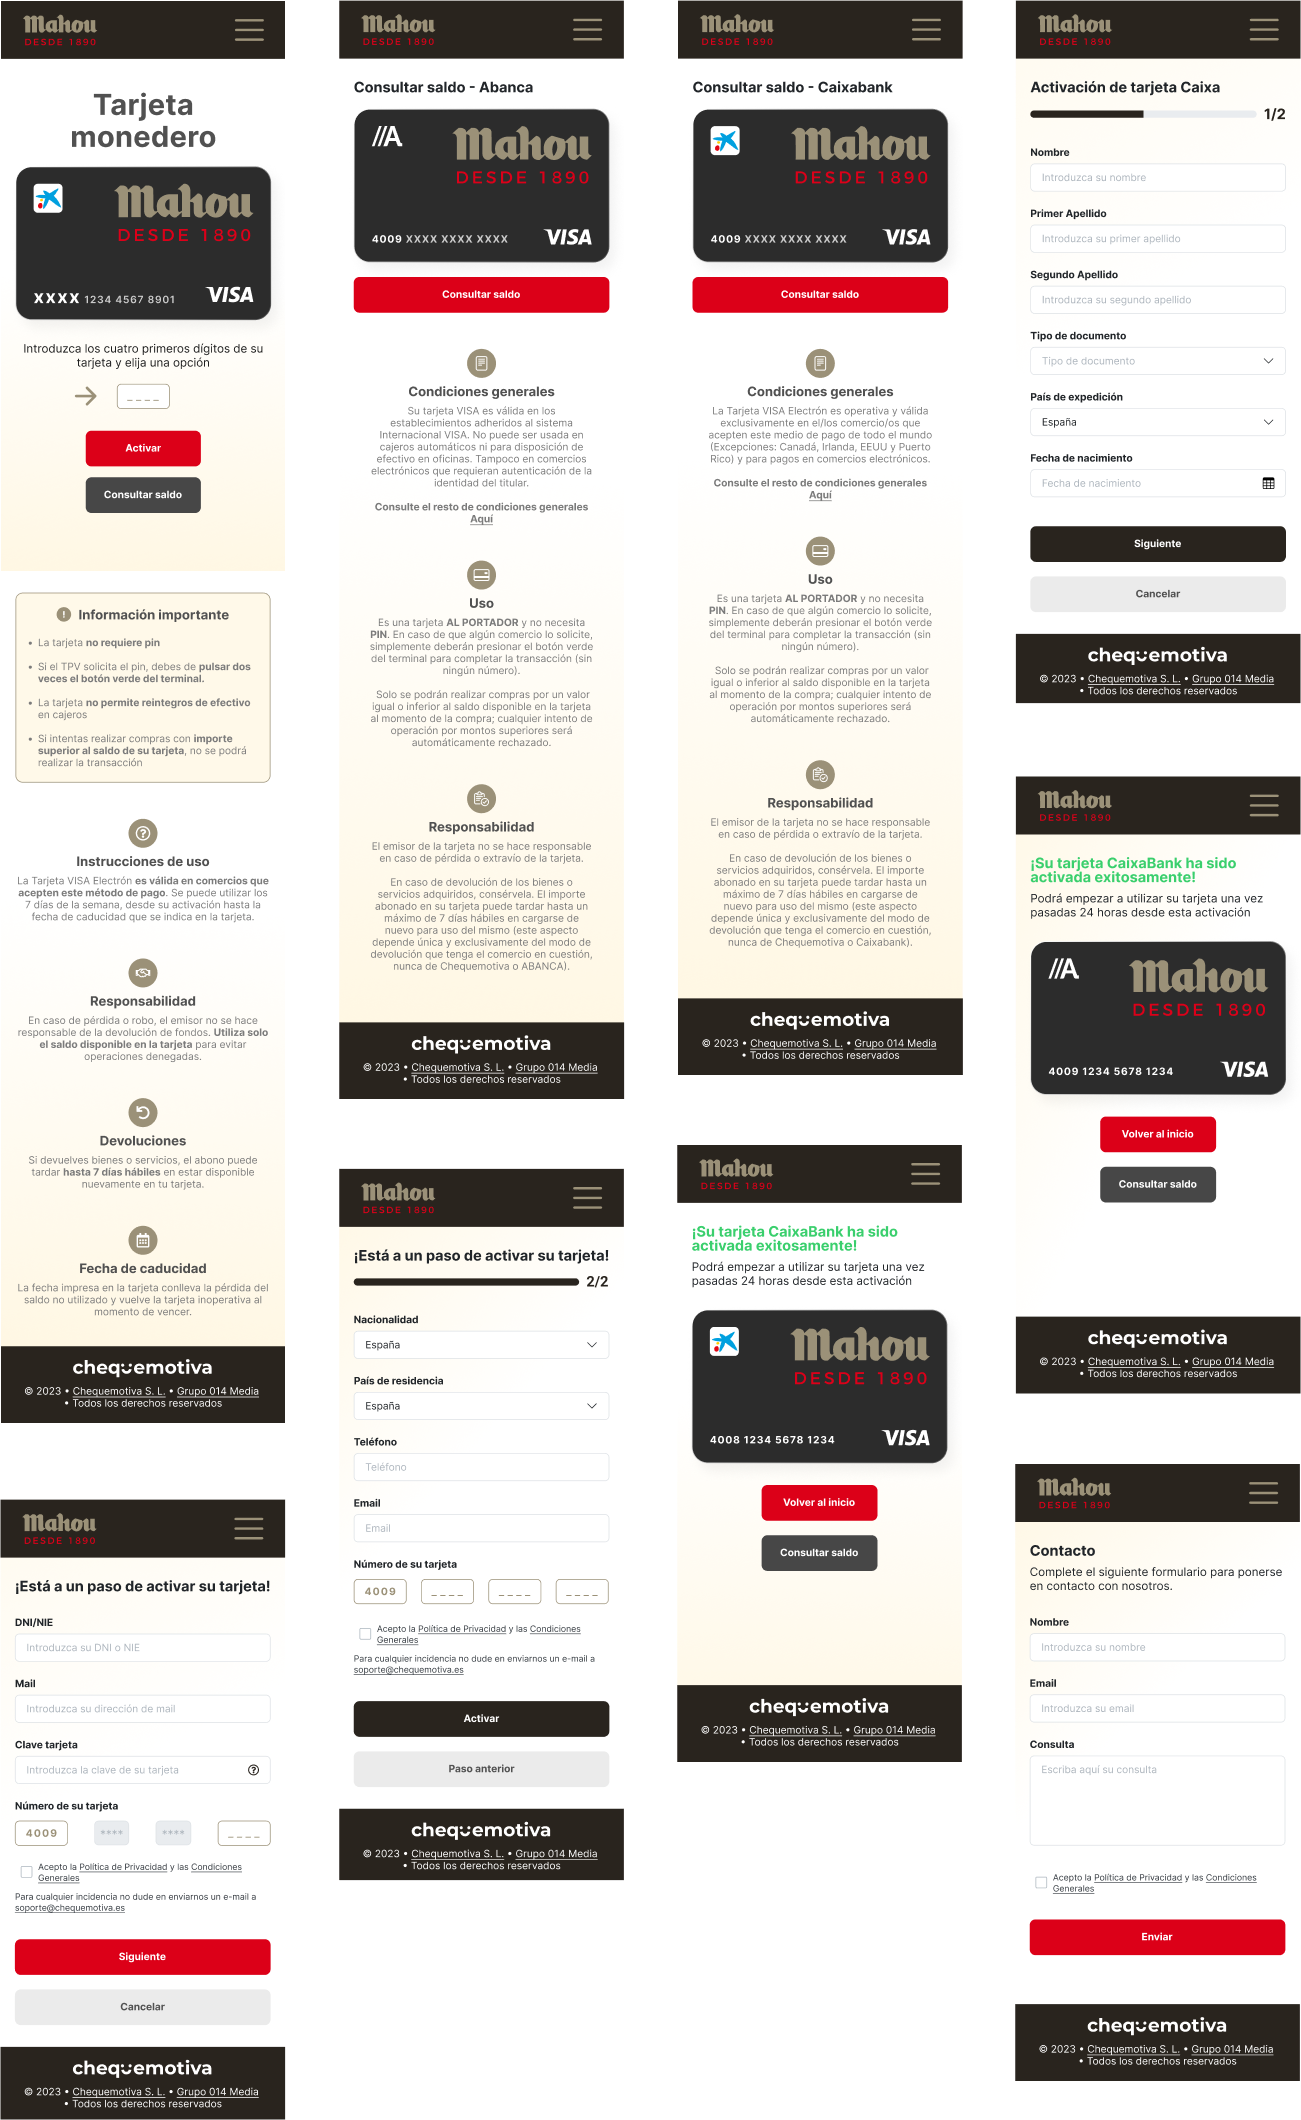 Mahou
DESDE 1890
Tarjeta
monedero
Mahou
DESDE 1890
XXXX 1234 4567 8901
VISA
Introduzca los cuatro primeros dígitos de su
tarjeta y elija una opción
_ _ _ _
Activar
Consultar saldo
Información importante
• La tarjeta no requiere pin
• Si el TPV solicita el pin, debes de pulsar dos
veces el botón verde del terminal.
• La tarjeta no permite reintegros de efectivo
en cajeros
• Si intentas realizar compras con importe
superior al saldo de su tarjeta, no se podrá
realizar la transacción
Instrucciones de uso
La Tarjeta VISA Electrón es válida en comercios que
acepten este método de pago. Se puede utilizar los
7 días de la semana, desde su activación hasta la
fecha de caducidad que se indica en la tarjeta.
Responsabilidad
En caso de pérdida o robo, el emisor no se hace
responsable de la devolución de fondos. Utiliza solo
el saldo disponible en la tarjeta para evitar
operaciones denegadas.
Devoluciones
Si devuelves bienes o servicios, el abono puede
tardar hasta 7 días hábiles en estar disponible
nuevamente en tu tarjeta.
Fecha de caducidad
La fecha impresa en la tarjeta conlleva la pérdida del
saldo no utilizado y vuelve la tarjeta inoperativa al
momento de vencer.
chequemotiva
© 2023 • Chequemotiva S. L. • Grupo 014 Media
• Todos los derechos reservados
Mahou
DESDE 1890
¡Está a un paso de activar su tarjeta!
DNI/NIE
Introduzca su DNI o NIE
Mail
Introduzca su dirección de mail
Clave tarjeta
Introduzca la clave de su tarjeta
Número de su tarjeta
4009 **** **** _ _ _ _
Acepto la Política de Privacidad y las Condiciones
Generales
Para cualquier incidencia no dude en enviarnos un e-mail a
soporte@chequemotiva.es
Siguiente
Cancelar
chequemotiva
© 2023 • Chequemotiva S. L. • Grupo 014 Media
• Todos los derechos reservados
Mahou
DESDE 1890
Consultar saldo - Abanca
//A
Mahou
DESDE 1890
4009 XXXX XXXX XXXX
VISA
Consultar saldo
Condiciones generales
Su tarjeta VISA es válida en los
establecimientos adheridos al sistema
Internacional VISA. No puede ser usada en
cajeros automáticos ni para disposición de
efectivo en oficinas. Tampoco en comercios
electrónicos que requieran autenticación de la
identidad del titular.
Consulte el resto de condiciones generales
Aquí
Uso
Es una tarjeta AL PORTADOR y no necesita
PIN. En caso de que algún comercio lo solicite,
simplemente deberán presionar el botón verde
del terminal para completar la transacción (sin
ningún número).
Solo se podrán realizar compras por un valor
igual o inferior al saldo disponible en la tarjeta
al momento de la compra; cualquier intento de
operación por montos superiores será
automáticamente rechazado.
Responsabilidad
El emisor de la tarjeta no se hace responsable
en caso de pérdida o extravío de la tarjeta.
En caso de devolución de los bienes o
servicios adquiridos, consérvela. El importe
abonado en su tarjeta puede tardar hasta un
máximo de 7 días hábiles en cargarse de
nuevo para uso del mismo (este aspecto
depende única y exclusivamente del modo de
devolución que tenga el comercio en cuestión,
nunca de Chequemotiva o ABANCA).
chequemotiva
© 2023 • Chequemotiva S. L. • Grupo 014 Media
• Todos los derechos reservados
Mahou
DESDE 1890
¡Está a un paso de activar su tarjeta!
2/2
Nacionalidad
España
País de residencia
España
Teléfono
Teléfono
Email
Email
Número de su tarjeta
4009 _ _ _ _ _ _ _ _ _ _ _ _
Acepto la Política de Privacidad y las Condiciones
Generales
Para cualquier incidencia no dude en enviarnos un e-mail a
soporte@chequemotiva.es
Activar
Paso anterior
chequemotiva
© 2023 • Chequemotiva S. L. • Grupo 014 Media
• Todos los derechos reservados
Mahou
DESDE 1890
Consultar saldo - Caixabank
Mahou
DESDE 1890
4009 XXXX XXXX XXXX
VISA
Consultar saldo
Condiciones generales
La Tarjeta VISA Electrón es operativa y válida
exclusivamente en el/los comercio/os que
acepten este medio de pago de todo el mundo
(Excepciones: Canadá, Irlanda, EEUU y Puerto
Rico) y para pagos en comercios electrónicos.
Consulte el resto de condiciones generales
Aquí
Uso
Es una tarjeta AL PORTADOR y no necesita
PIN. En caso de que algún comercio lo solicite,
simplemente deberán presionar el botón verde
del terminal para completar la transacción (sin
ningún número).
Solo se podrán realizar compras por un valor
igual o inferior al saldo disponible en la tarjeta
al momento de la compra; cualquier intento de
operación por montos superiores será
automáticamente rechazado.
Responsabilidad
El emisor de la tarjeta no se hace responsable
en caso de pérdida o extravío de la tarjeta.
En caso de devolución de los bienes o
servicios adquiridos, consérvela. El importe
abonado en su tarjeta puede tardar hasta un
máximo de 7 días hábiles en cargarse de
nuevo para uso del mismo (este aspecto
depende única y exclusivamente del modo de
devolución que tenga el comercio en cuestión,
nunca de Chequemotiva o Caixabank).
chequemotiva
© 2023 • Chequemotiva S. L. • Grupo 014 Media
• Todos los derechos reservados
Mahou
DESDE 1890
¡Su tarjeta CaixaBank ha sido
activada exitosamente!
Podrá empezar a utilizar su tarjeta una vez
pasadas 24 horas desde esta activación
Mahou
DESDE 1890
4008 1234 5678 1234
VISA
Volver al inicio
Consultar saldo
chequemotiva
© 2023 • Chequemotiva S. L. • Grupo 014 Media
• Todos los derechos reservados
Mahou
DESDE 1890
Activación de tarjeta Caixa
1/2
Nombre
Introduzca su nombre
Primer Apellido
Introduzca su primer apellido
Segundo Apellido
Introduzca su segundo apellido
Tipo de documento
Tipo de documento
País de expedición
España
Fecha de nacimiento
Fecha de nacimiento
Siguiente
Cancelar
chequemotiva
© 2023 • Chequemotiva S. L. • Grupo 014 Media
• Todos los derechos reservados
Mahou
DESDE 1890
¡Su tarjeta CaixaBank ha sido
activada exitosamente!
Podrá empezar a utilizar su tarjeta una vez
pasadas 24 horas desde esta activación
//A
Mahou
DESDE 1890
4009 1234 5678 1234
VISA
Volver al inicio
Consultar saldo
chequemotiva
© 2023 • Chequemotiva S. L. • Grupo 014 Media
• Todos los derechos reservados
Mahou
DESDE 1890
Contacto
Complete el siguiente formulario para ponerse
en contacto con nosotros.
Nombre
Introduzca su nombre
Email
Introduzca su email
Consulta
Escriba aquí su consulta
Acepto la Política de Privacidad y las Condiciones
Generales
Enviar
chequemotiva
© 2023 • Chequemotiva S. L. • Grupo 014 Media
• Todos los derechos reservados